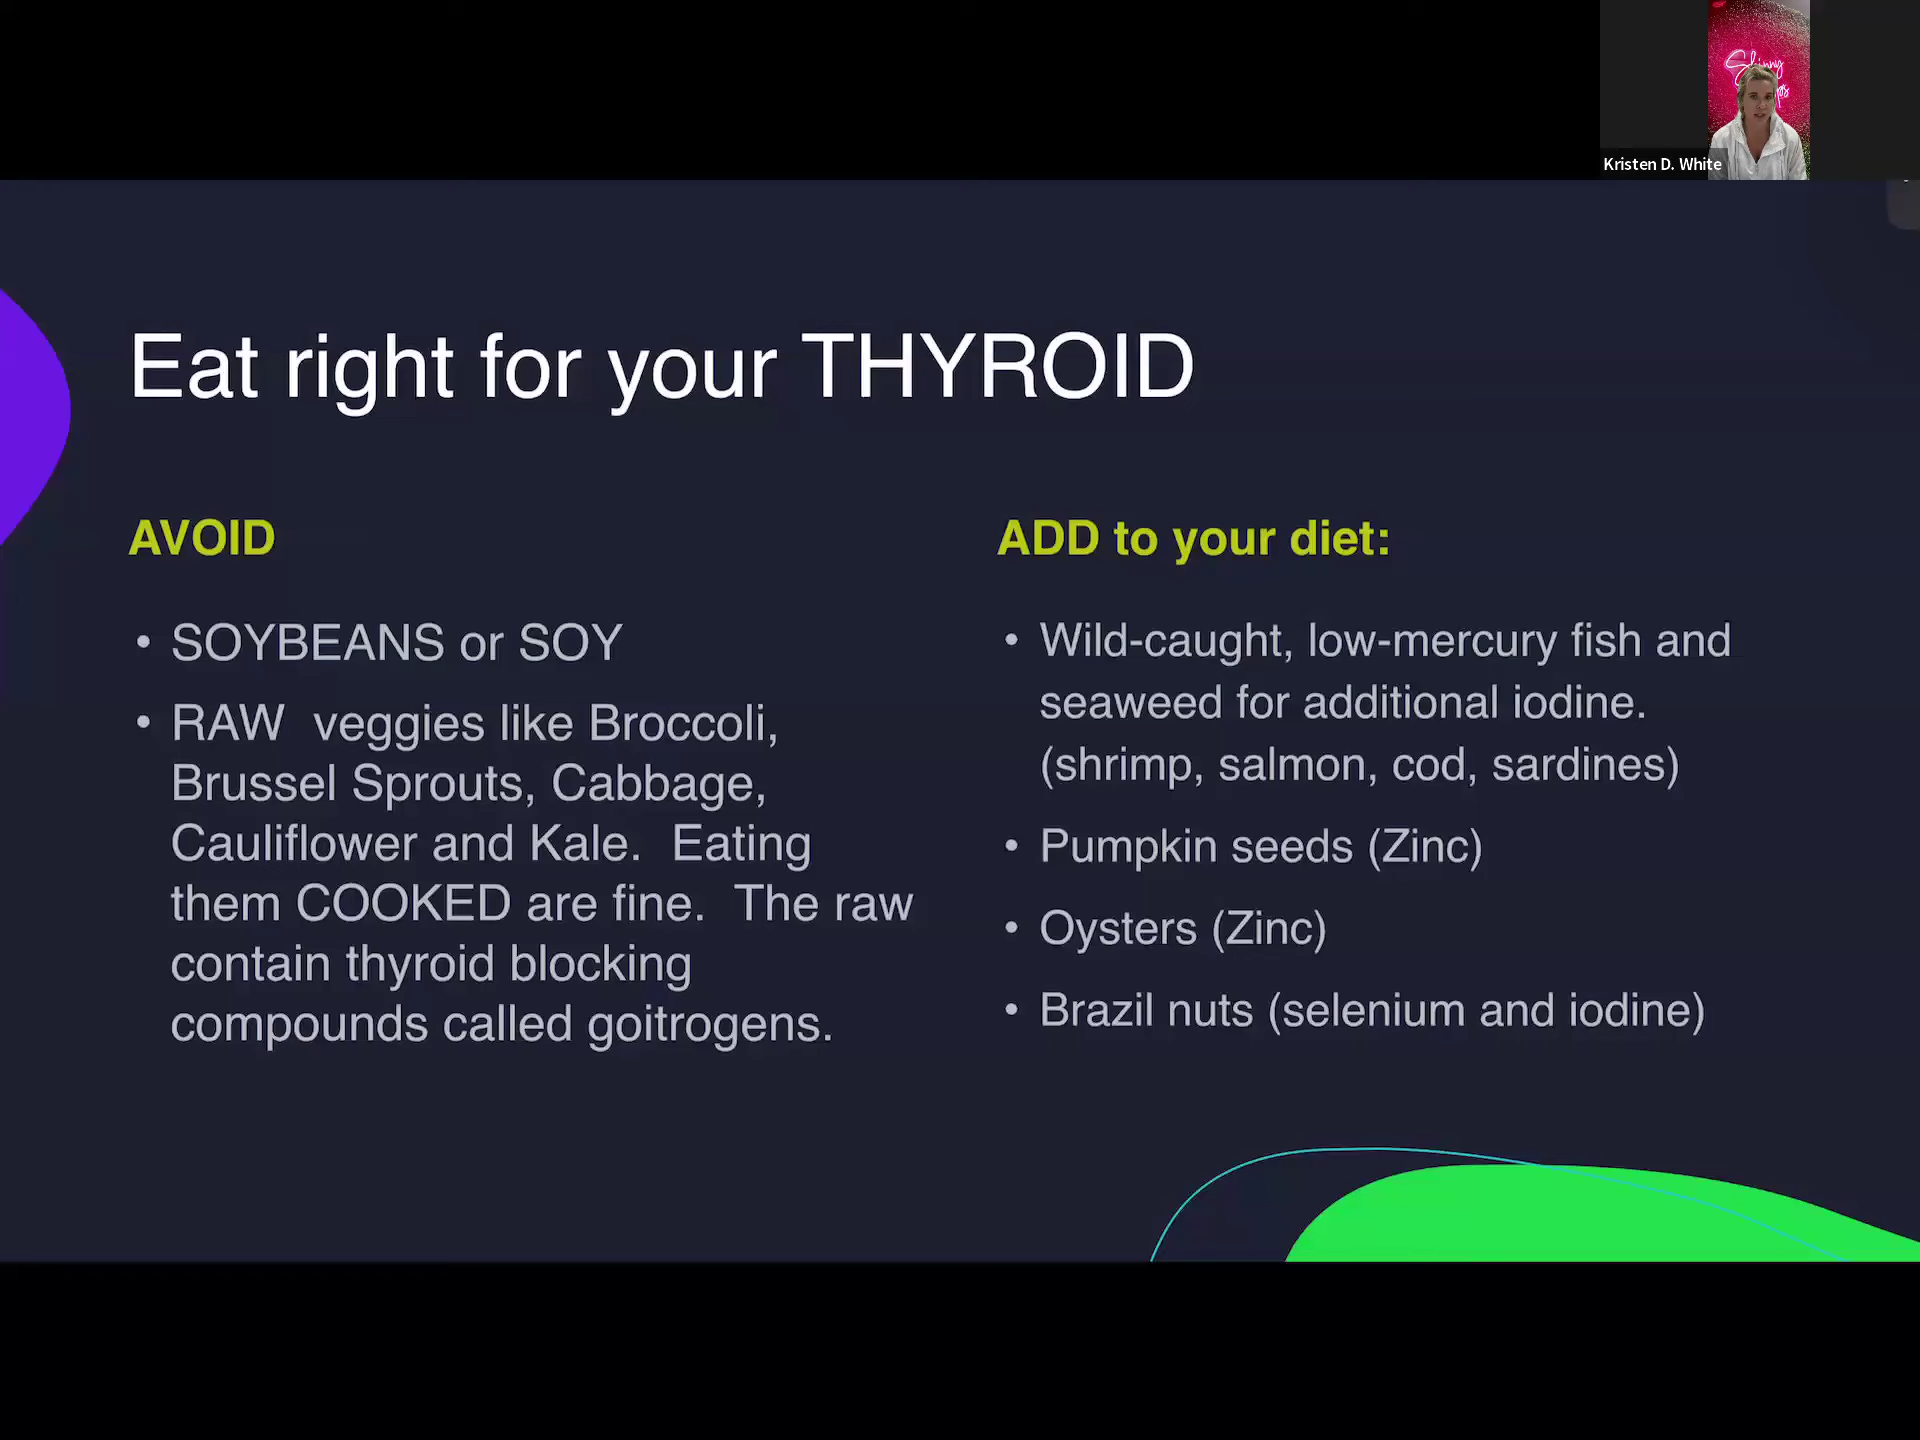 Skinny
Kristen D. White
Eat right for your THYROID
AVOID
• SOYBEANS or SOY
• RAW  veggies like Broccoli,
Brussel Sprouts, Cabbage,
Cauliflower and Kale.  Eating
them COOKED are fine.  The raw
contain thyroid blocking
compounds called goitrogens.
ADD to your diet:
• Wild-caught, low-mercury fish and
seaweed for additional iodine.
(shrimp, salmon, cod, sardines)
• Pumpkin seeds (Zinc)
• Oysters (Zinc)
• Brazil nuts (selenium and iodine)